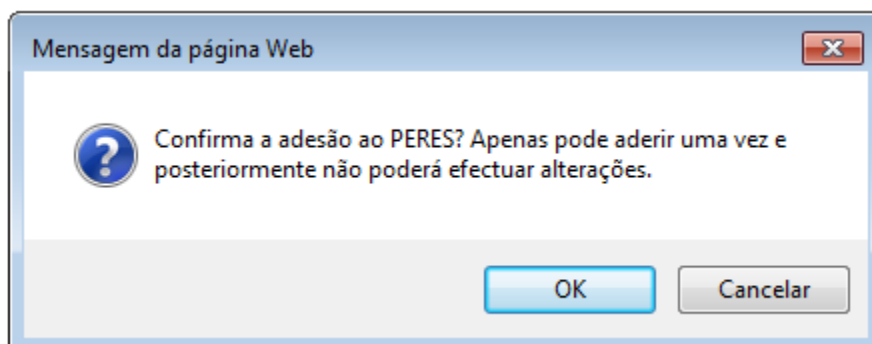 Mensagem da página Web
Confirma a adesão ao PERES? Apenas pode aderir uma vez e
posteriormente não poderá efectuar alterações.
OK
Cancelar